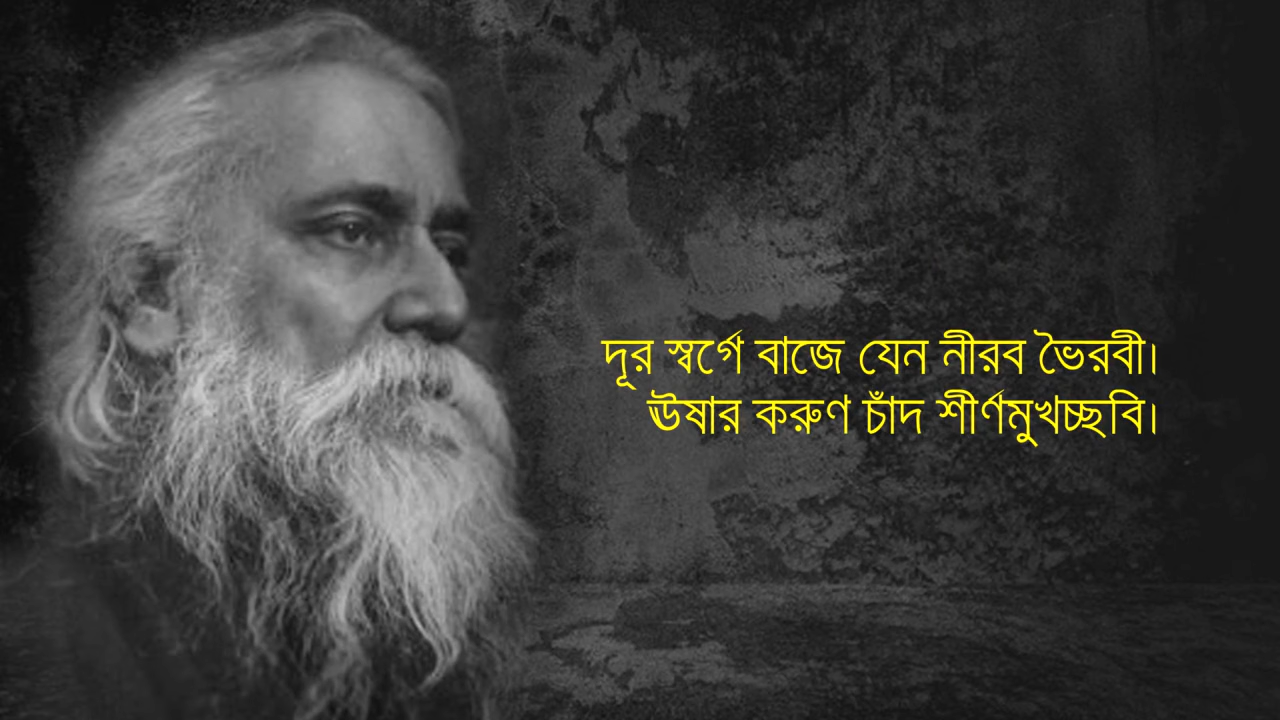 দূর স্বর্গে বাজে যেন নীরব ভৈরবী।
ঊষার করুণ চাঁদ শীর্ণমুখচ্ছবি।